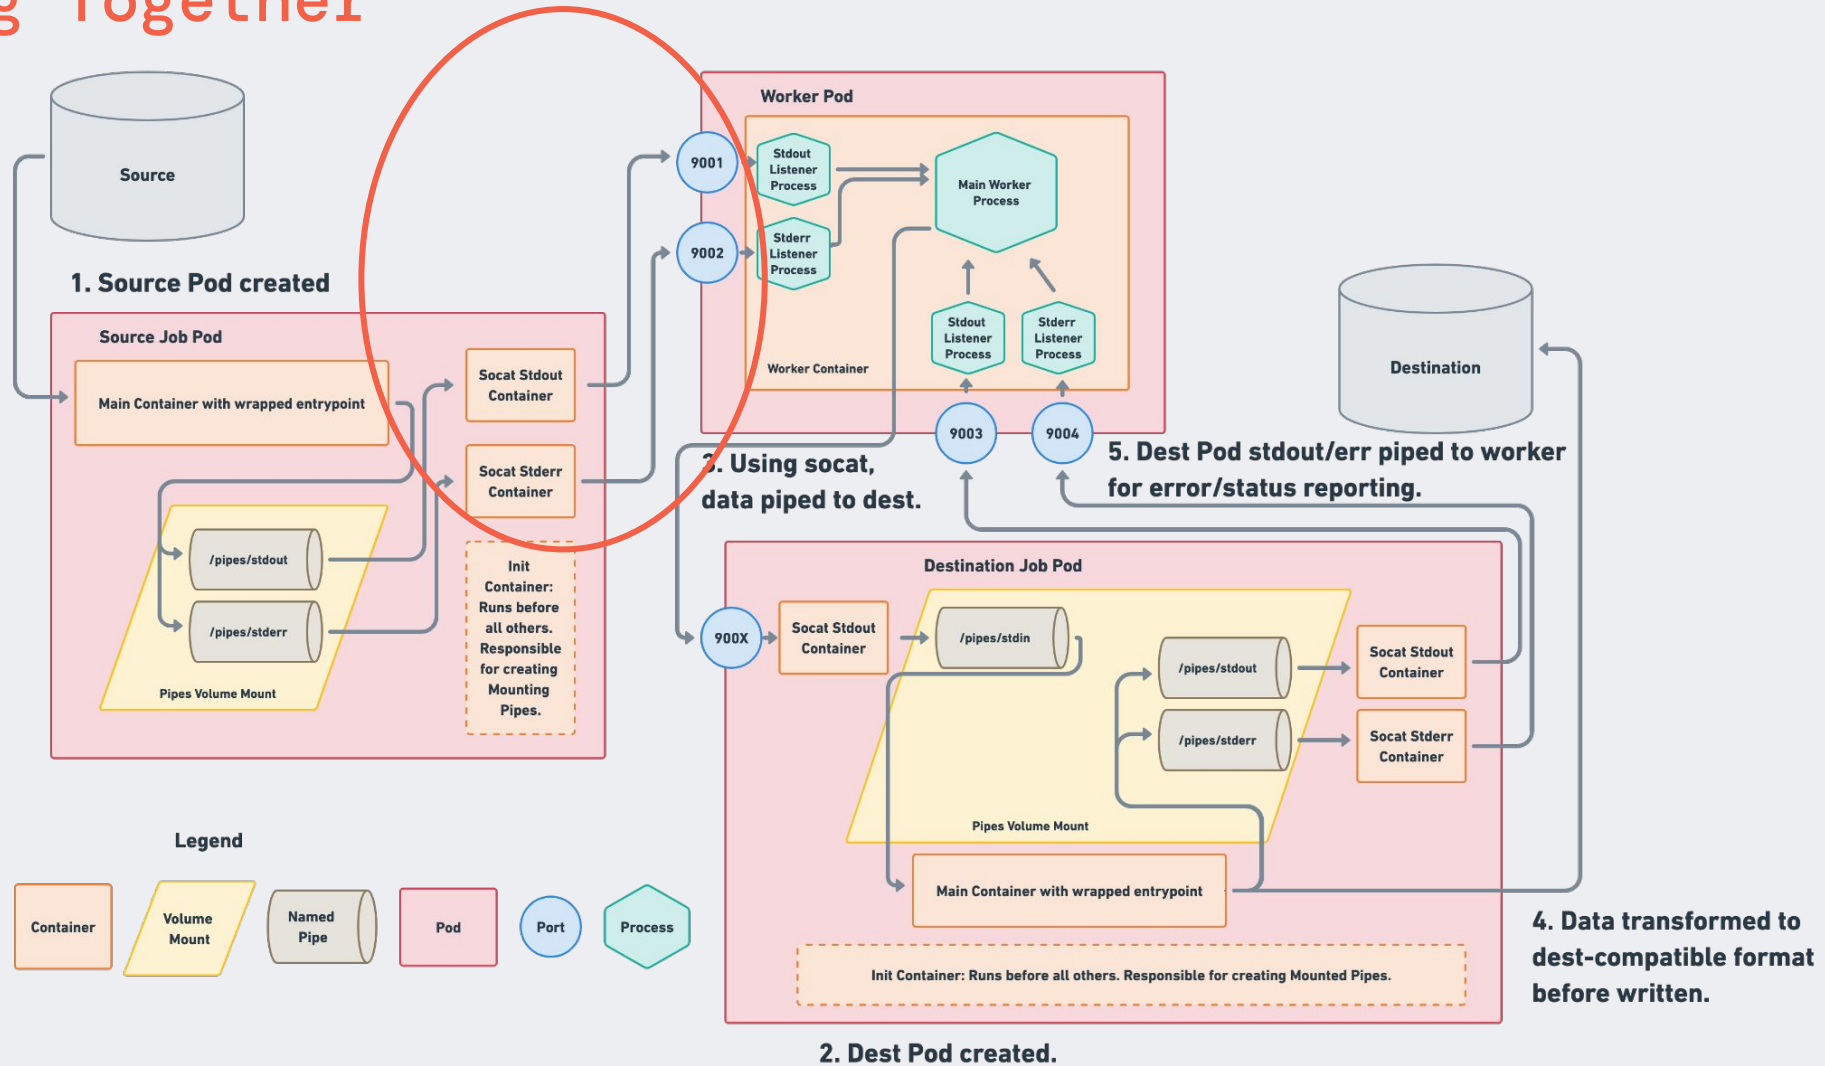 g Together
Source
1. Source Pod created
Source Job Pod
Main Container with wrapped entrypoint
Socat Stdout
Container
Socat Stderr
Container
/pipes/stdout
/pipes/stderr
Pipes Volume Mount
Init
Container:
Runs before
all others.
Responsible
for creating
Mounting
Pipes.
Worker Pod
9001
9002
Stdout
Listener
Process
Stderr
Listener
Process
Main Worker
Process
Stdout
Listener
Process
Stderr
Listener
Process
Worker Container
9003
9004
Destination
3. Using socat,
data piped to dest.
5. Dest Pod stdout/err piped to worker
for error/status reporting.
Destination Job Pod
900X
Socat Stdout
Container
/pipes/stdin
/pipes/stdout
/pipes/stderr
Socat Stdout
Container
Socat Stderr
Container
Pipes Volume Mount
Main Container with wrapped entrypoint
Init Container: Runs before all others. Responsible for creating Mounted Pipes.
4. Data transformed to
dest-compatible format
before written.
2. Dest Pod created.
Legend
Container
Volume
Mount
Named
Pipe
Pod
Port
Process